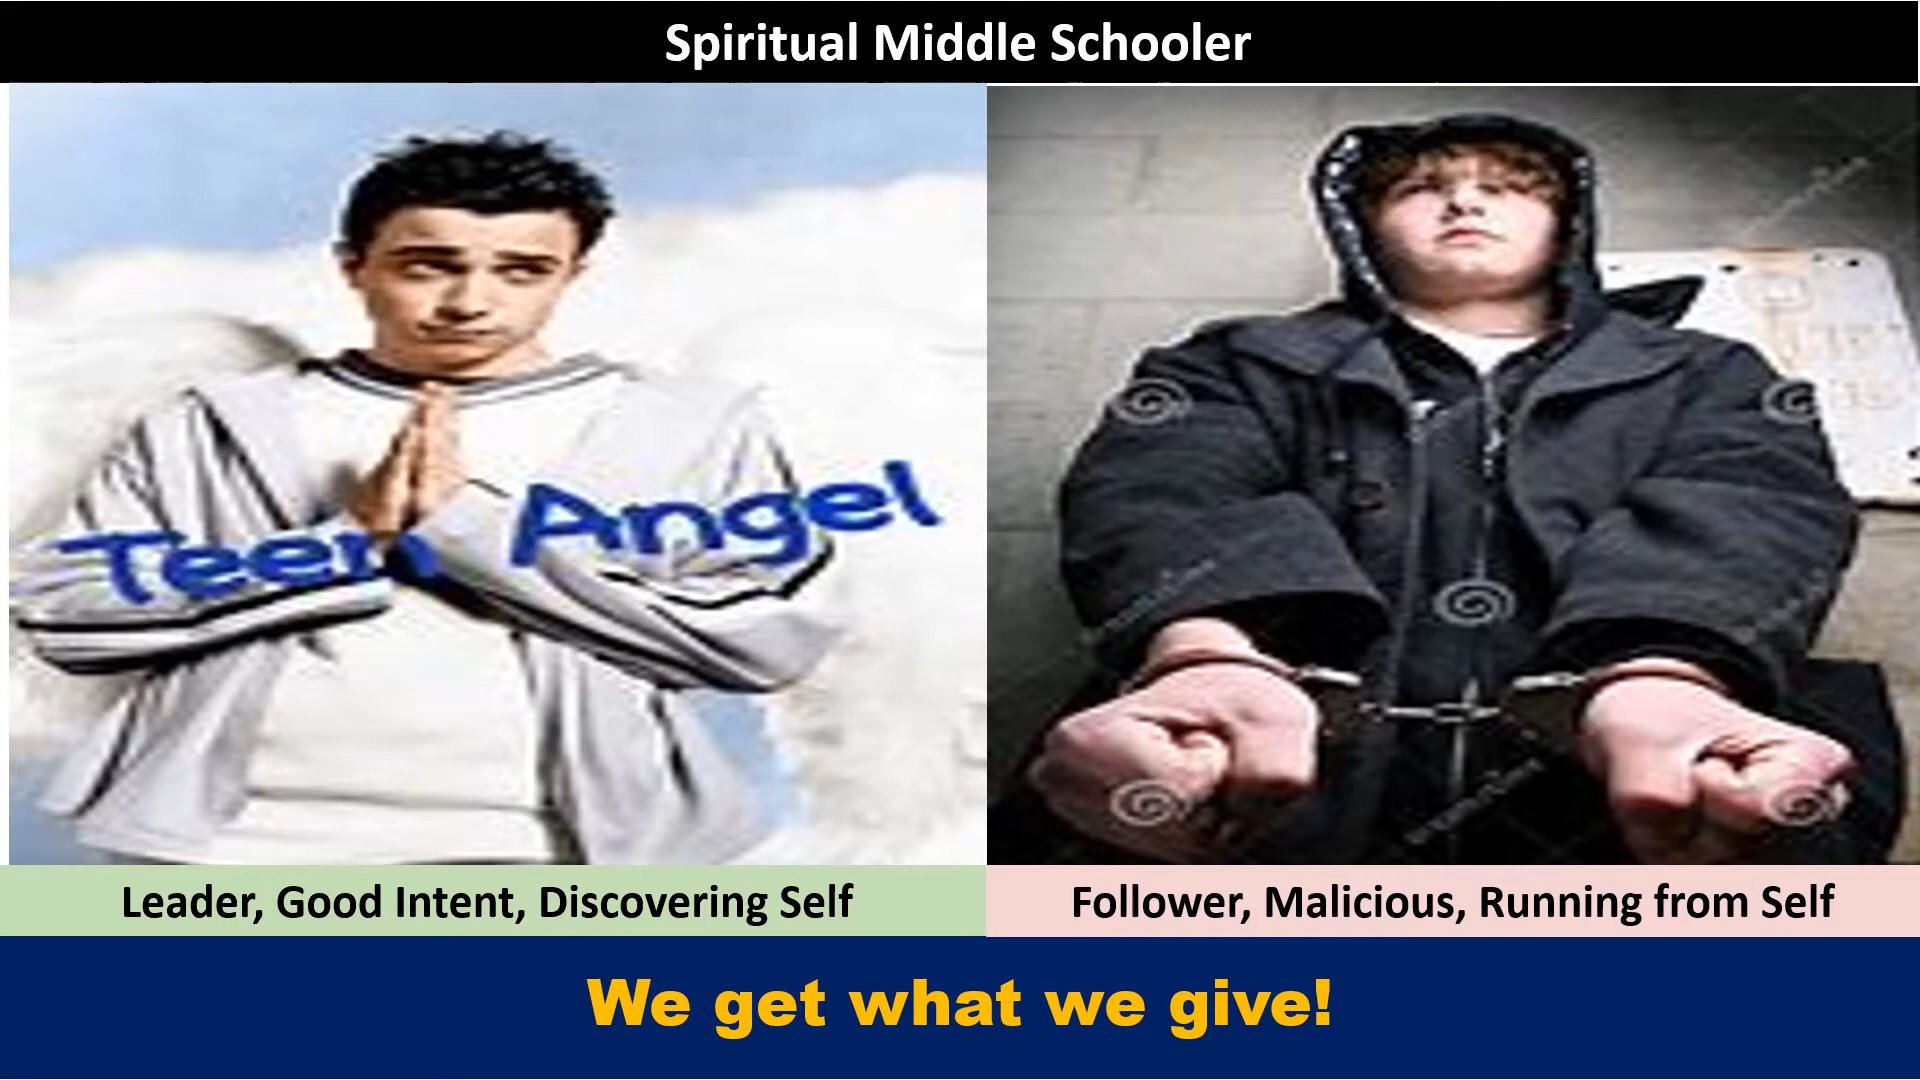 Spiritual Middle Schooler
Teen Angel
Leader, Good Intent, Discovering Self
Follower, Malicious, Running from Self
We get what we give!